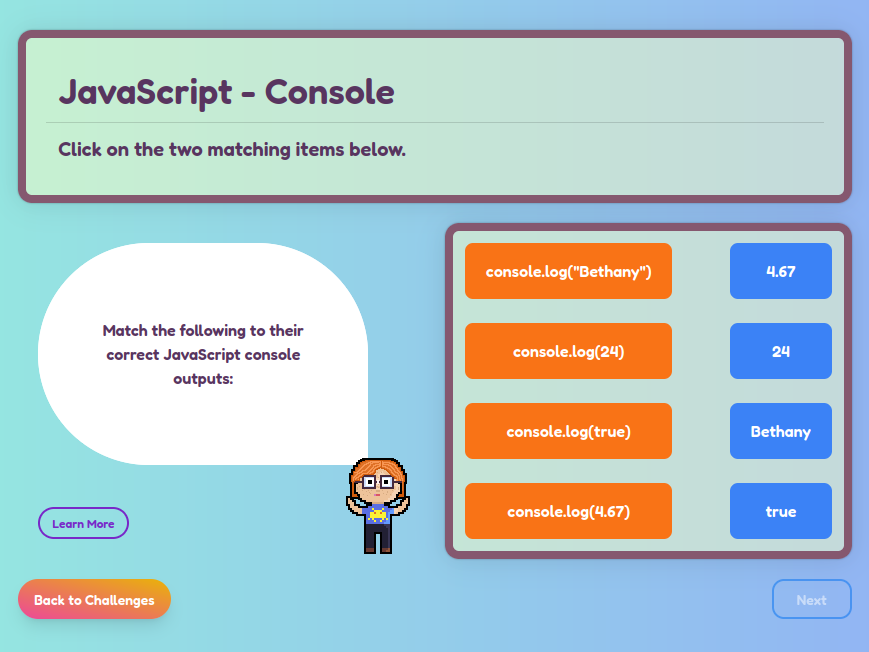 JavaScript - Console
Click on the two matching items below.
Match the following to their
correct JavaScript console
outputs:
Learn More
console.log("Bethany")
4.67
console.log(24)
24
console.log(true)
Bethany
console.log(4.67)
true
Back to Challenges
Next